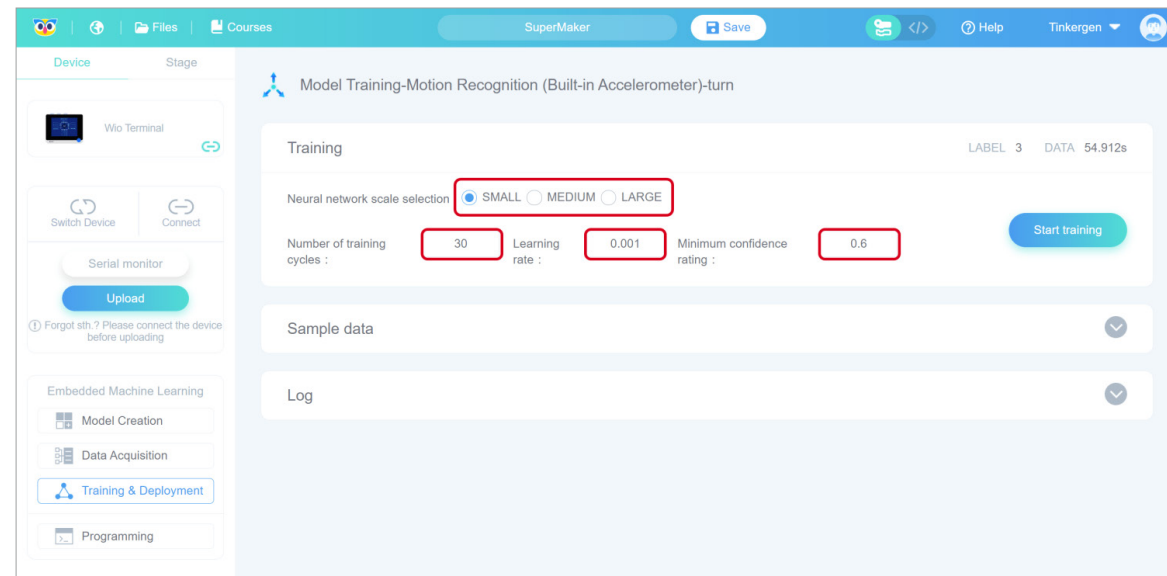 Files
Courses
SuperMaker
Save
</>
Help
Tinkergen
Device
Stage
Wio Terminal
Switch Device
Connect
Serial monitor
Upload
Forgot sth.? Please connect the device
before uploading
Embedded Machine Learning
Model Creation
Data Acquisition
Training & Deployment
Programming
Model Training-Motion Recognition (Built-in Accelerometer)-turn
Training
LABEL 3 DATA 54.912s
Neural network scale selection SMALL MEDIUM LARGE
Number of training
cycles :
30
Learning
rate :
0.001
Minimum confidence
rating :
0.6
Start training
Sample data
Log